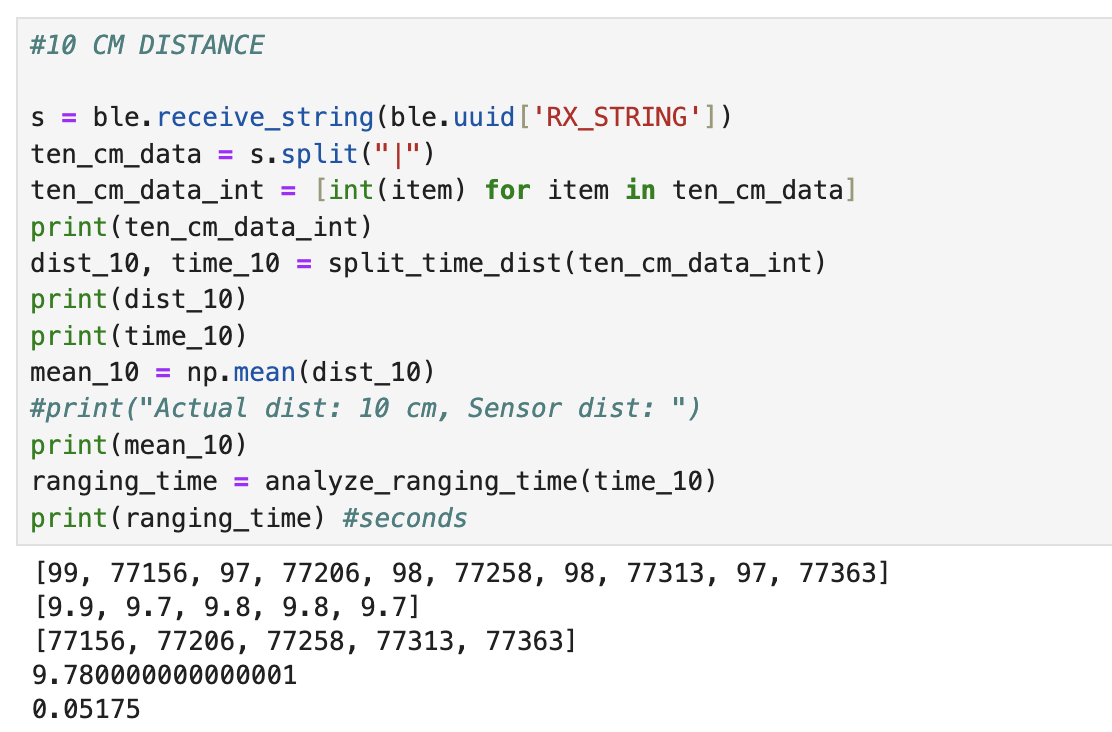 #10 CM DISTANCE
s = ble.receive_string(ble.uuid['RX_STRING'])
ten_cm_data = s.split("|")
ten_cm_data_int = [int(item) for item in ten_cm_data]
print(ten_cm_data_int)
dist_10, time_10 = split_time_dist(ten_cm_data_int)
print(dist_10)
print(time_10)
mean_10 = np.mean(dist_10)
#print("Actual dist: 10 cm, Sensor dist: ")
print(mean_10)
ranging_time = analyze_ranging_time(time_10)
print(ranging_time) #seconds
[99, 77156, 97, 77206, 98, 77258, 98, 77313, 97, 77363]
[9.9, 9.7, 9.8, 9.8, 9.7]
[77156, 77206, 77258, 77313, 77363]
9.780000000000001
0.05175